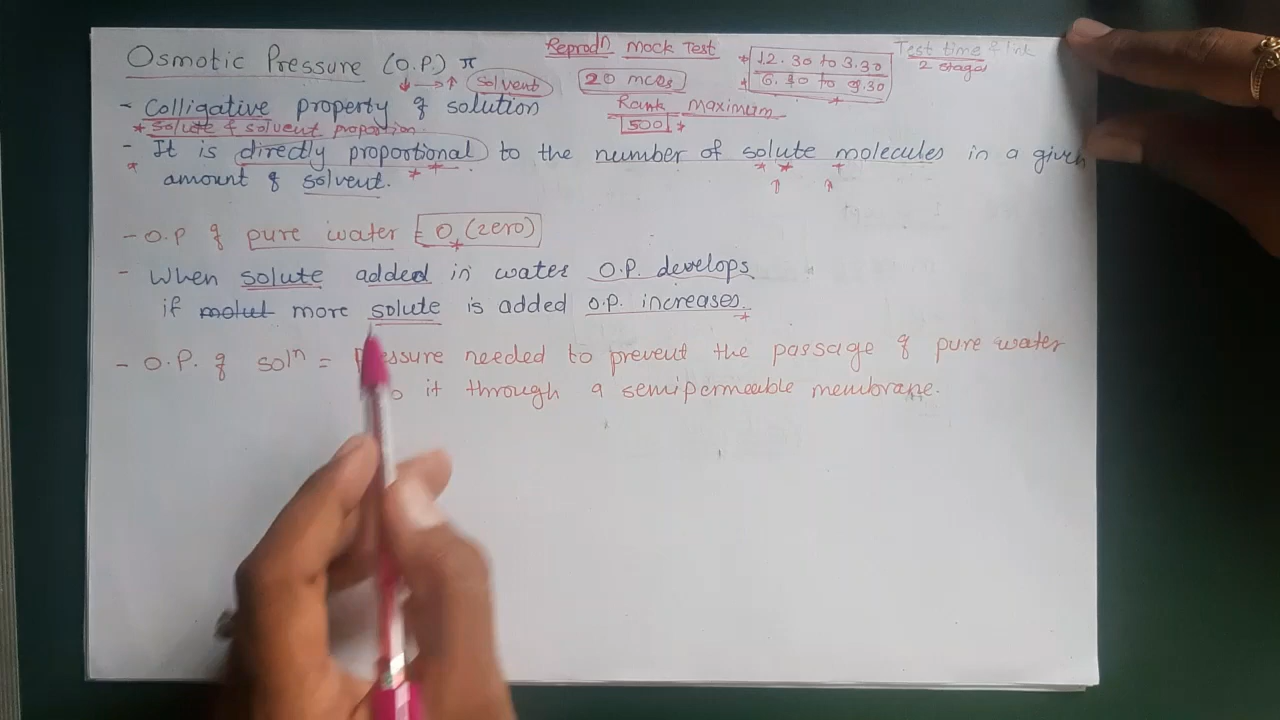 Reprodn Mock Test
Test time & link
2 stages
Osmotic Pressure (O.P) π
↓ → ↑ solvent
20 mcqs
* 12.30 to 3.30
* 6.30 to 9.30
- Colligative property of solution
Rank maximum
500 *
* solute & solvent proportion.
- It is directly proportional to the number of solute molecules in a given
amount of solvent.
- O.P of pure water = 0 (zero)
- When solute added in water O.P. develops
if more solute is added O.P. increases.
- O.P. of soln = Pressure needed to prevent the passage of pure water
it through a semipermeable membrane.